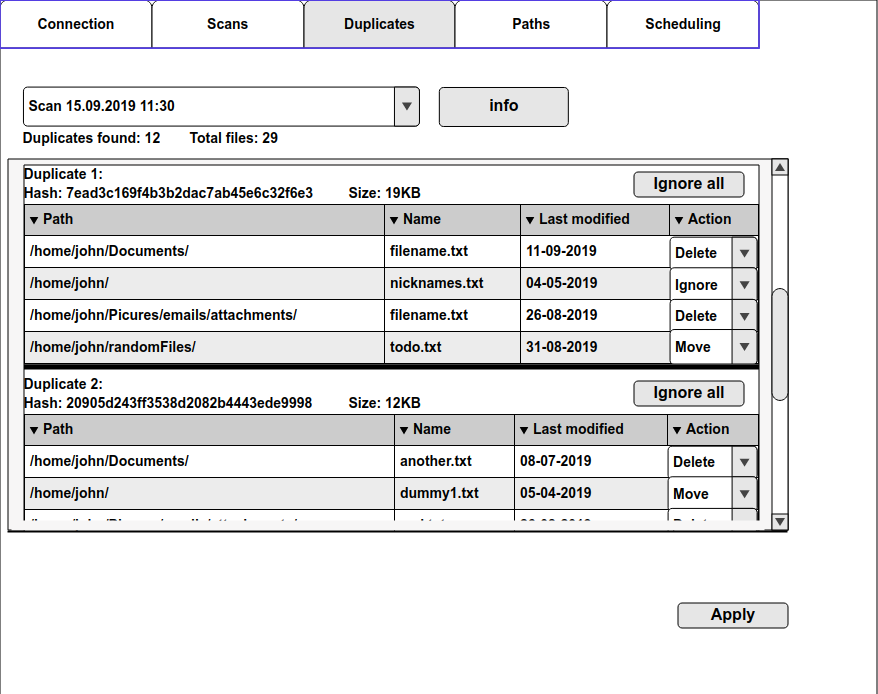 Connection Scans Duplicates Paths Scheduling
Scan 15.09.2019 11:30 info
Duplicates found: 12 Total files: 29
Duplicate 1:
Ignore all
Hash: 7ead3c169f4b3b2dac7ab45e6c32f6e3 Size: 19KB
Path Name Last modified Action
/home/john/Documents/ filename.txt 11-09-2019 Delete
/home/john/ nicknames.txt 04-05-2019 Ignore
/home/john/Picures/emails/attachments/ filename.txt 26-08-2019 Delete
/home/john/randomFiles/ todo.txt 31-08-2019 Move
Duplicate 2:
Ignore all
Hash: 20905d243ff3538d2082b4443ede9998 Size: 12KB
Path Name Last modified Action
/home/john/Documents/ another.txt 08-07-2019 Delete
/home/john/ dummy1.txt 05-04-2019 Move
Apply